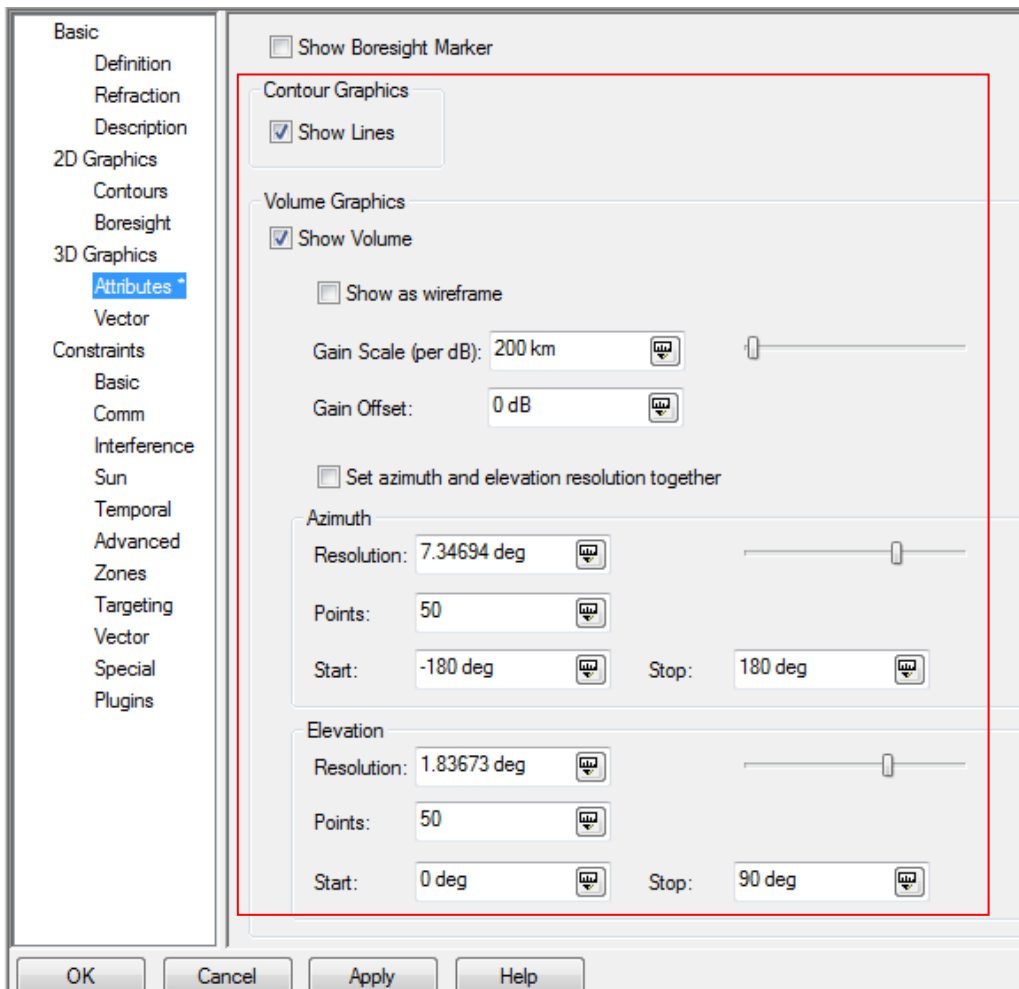 Basic
Definition
Refraction
Description
2D Graphics
Contours
Boresight
3D Graphics
Attributes *
Vector
Constraints
Basic
Comm
Interference
Sun
Temporal
Advanced
Zones
Targeting
Vector
Special
Plugins
Show Boresight Marker
Contour Graphics
Show Lines
Volume Graphics
Show Volume
Show as wireframe
Gain Scale (per dB): 200 km
Gain Offset: 0 dB
Set azimuth and elevation resolution together
Azimuth
Resolution: 7.34694 deg
Points: 50
Start: -180 deg Stop: 180 deg
Elevation
Resolution: 1.83673 deg
Points: 50
Start: 0 deg Stop: 90 deg
OK Cancel Apply Help